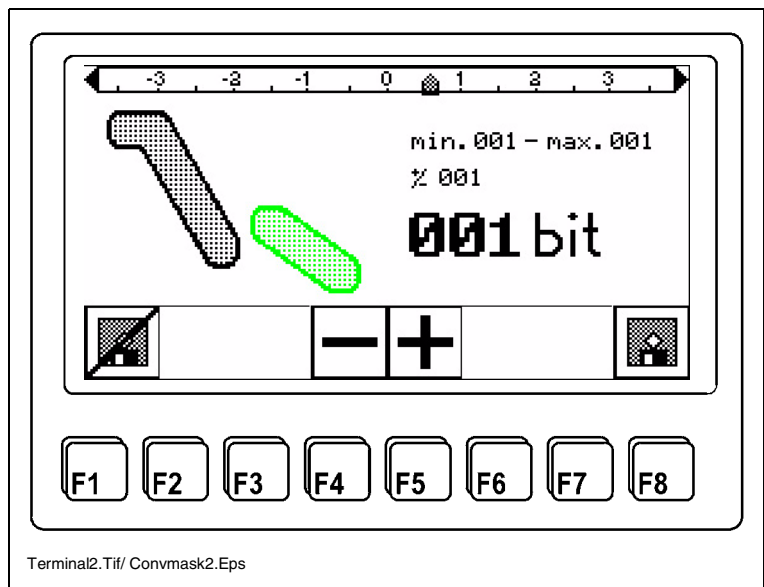 -3 -2 -1 0 1 2 3
min. 001 - max. 001
⁺⁄₋ 001
001 bit
F1 F2 F3 F4 F5 F6 F7 F8
Terminal2.Tif/ Convmask2.Eps